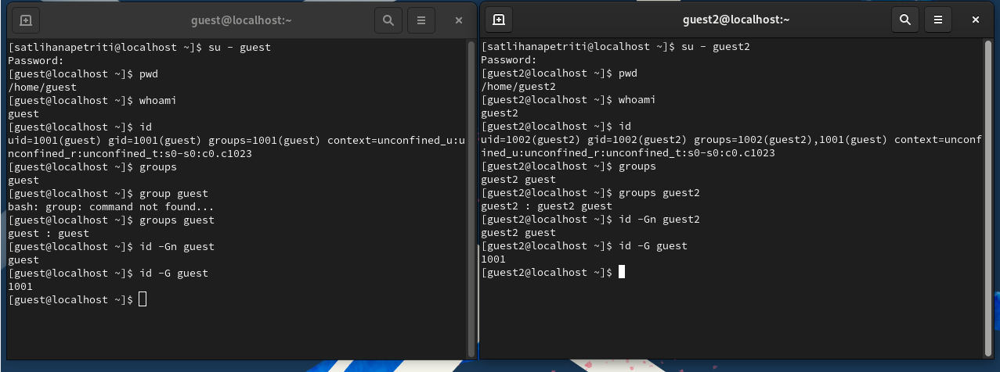 guest@localhost:~
[satlihanapetriti@localhost ~]$ su - guest
Password:
[guest@localhost ~]$ pwd
/home/guest
[guest@localhost ~]$ whoami
guest
[guest@localhost ~]$ id
uid=1001(guest) gid=1001(guest) groups=1001(guest) context=unconfined_u:u
nconfined_r:unconfined_t:s0-s0:c0.c1023
[guest@localhost ~]$ groups
guest
[guest@localhost ~]$ group guest
bash: group: command not found...
[guest@localhost ~]$ groups guest
guest : guest
[guest@localhost ~]$ id -Gn guest
guest
[guest@localhost ~]$ id -G guest
1001
[guest@localhost ~]$
guest2@localhost:~
[satlihanapetriti@localhost ~]$ su - guest2
Password:
[guest2@localhost ~]$ pwd
/home/guest2
[guest2@localhost ~]$ whoami
guest2
[guest2@localhost ~]$ id
uid=1002(guest2) gid=1002(guest2) groups=1002(guest2),1001(guest) context=unconf
ined_u:unconfined_r:unconfined_t:s0-s0:c0.c1023
[guest2@localhost ~]$ groups
guest2 guest
[guest2@localhost ~]$ groups guest2
guest2 : guest2 guest
[guest2@localhost ~]$ id -Gn guest2
guest2 guest
[guest2@localhost ~]$ id -G guest
1001
[guest2@localhost ~]$